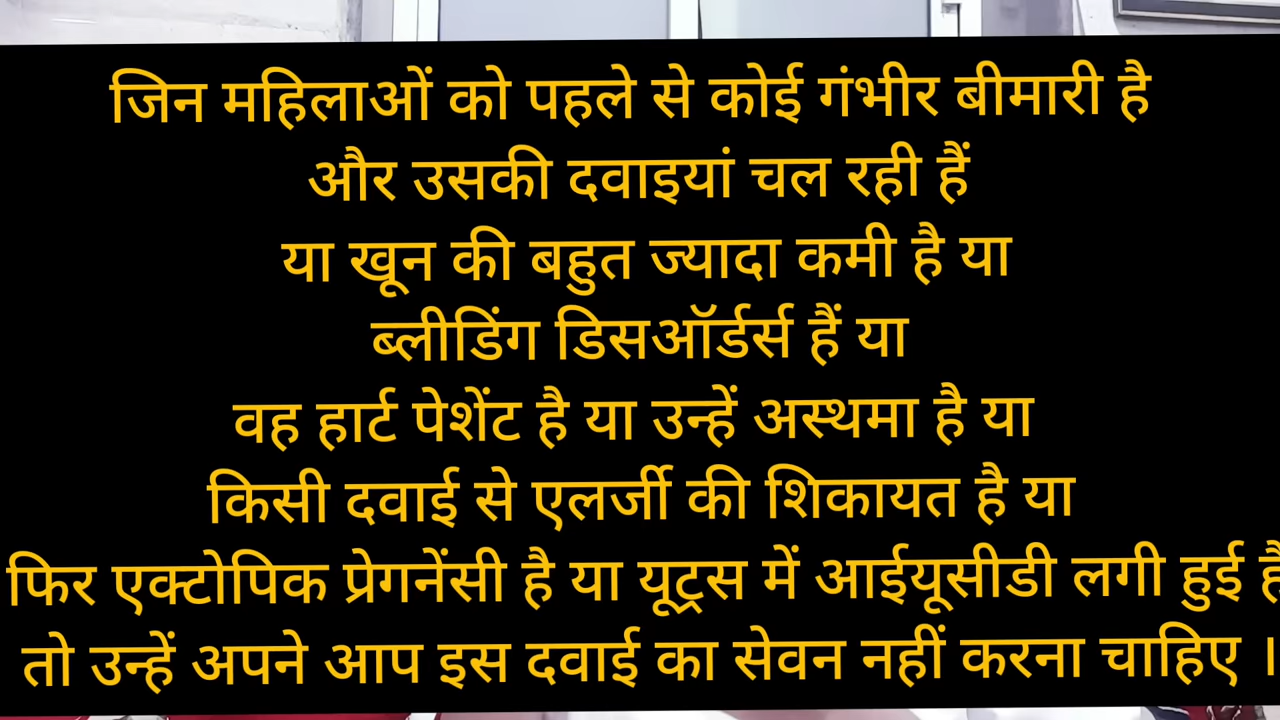 जिन महिलाओं को पहले से कोई गंभीर बीमारी है
और उसकी दवाइयां चल रही हैं
या खून की बहुत ज्यादा कमी है या
ब्लीडिंग डिसऑर्डर्स हैं या
वह हार्ट पेशेंट है या उन्हें अस्थमा है या
किसी दवाई से एलर्जी की शिकायत है या
फिर एक्टोपिक प्रेगनेंसी है या यूट्रस में आईयूसीडी लगी हुई है
तो उन्हें अपने आप इस दवाई का सेवन नहीं करना चाहिए ।